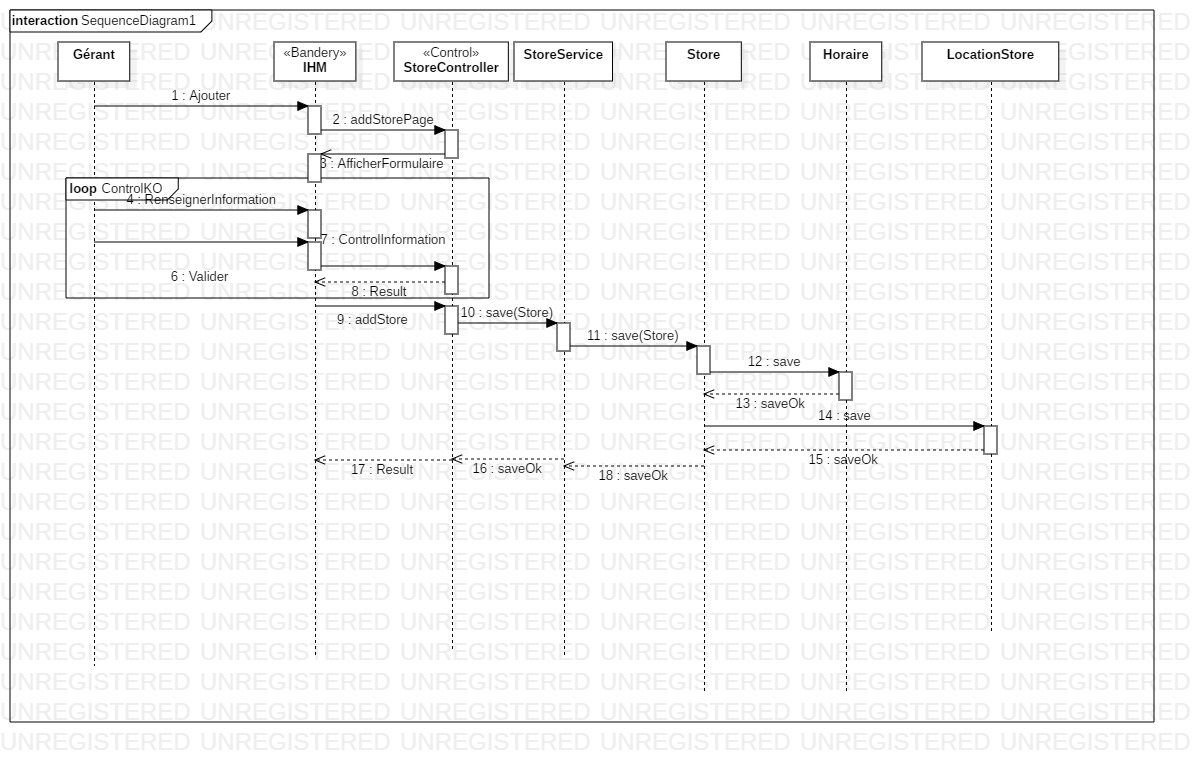 interaction SequenceDiagram1
Gérant
«Bandery»
IHM
«Control»
StoreController
StoreService
Store
Horaire
LocationStore
1 : Ajouter
2 : addStorePage
3 : AfficherFormulaire
loop ControlKO
4 : RenseignerInformation
7 : ControlInformation
6 : Valider
8 : Result
9 : addStore
10 : save(Store)
11 : save(Store)
12 : save
13 : saveOk
14 : save
15 : saveOk
17 : Result
16 : saveOk
18 : saveOk
UNREGISTERED UNREGISTERED UNREGISTERED UNREGISTERED UNREGISTERED UNREGISTERED